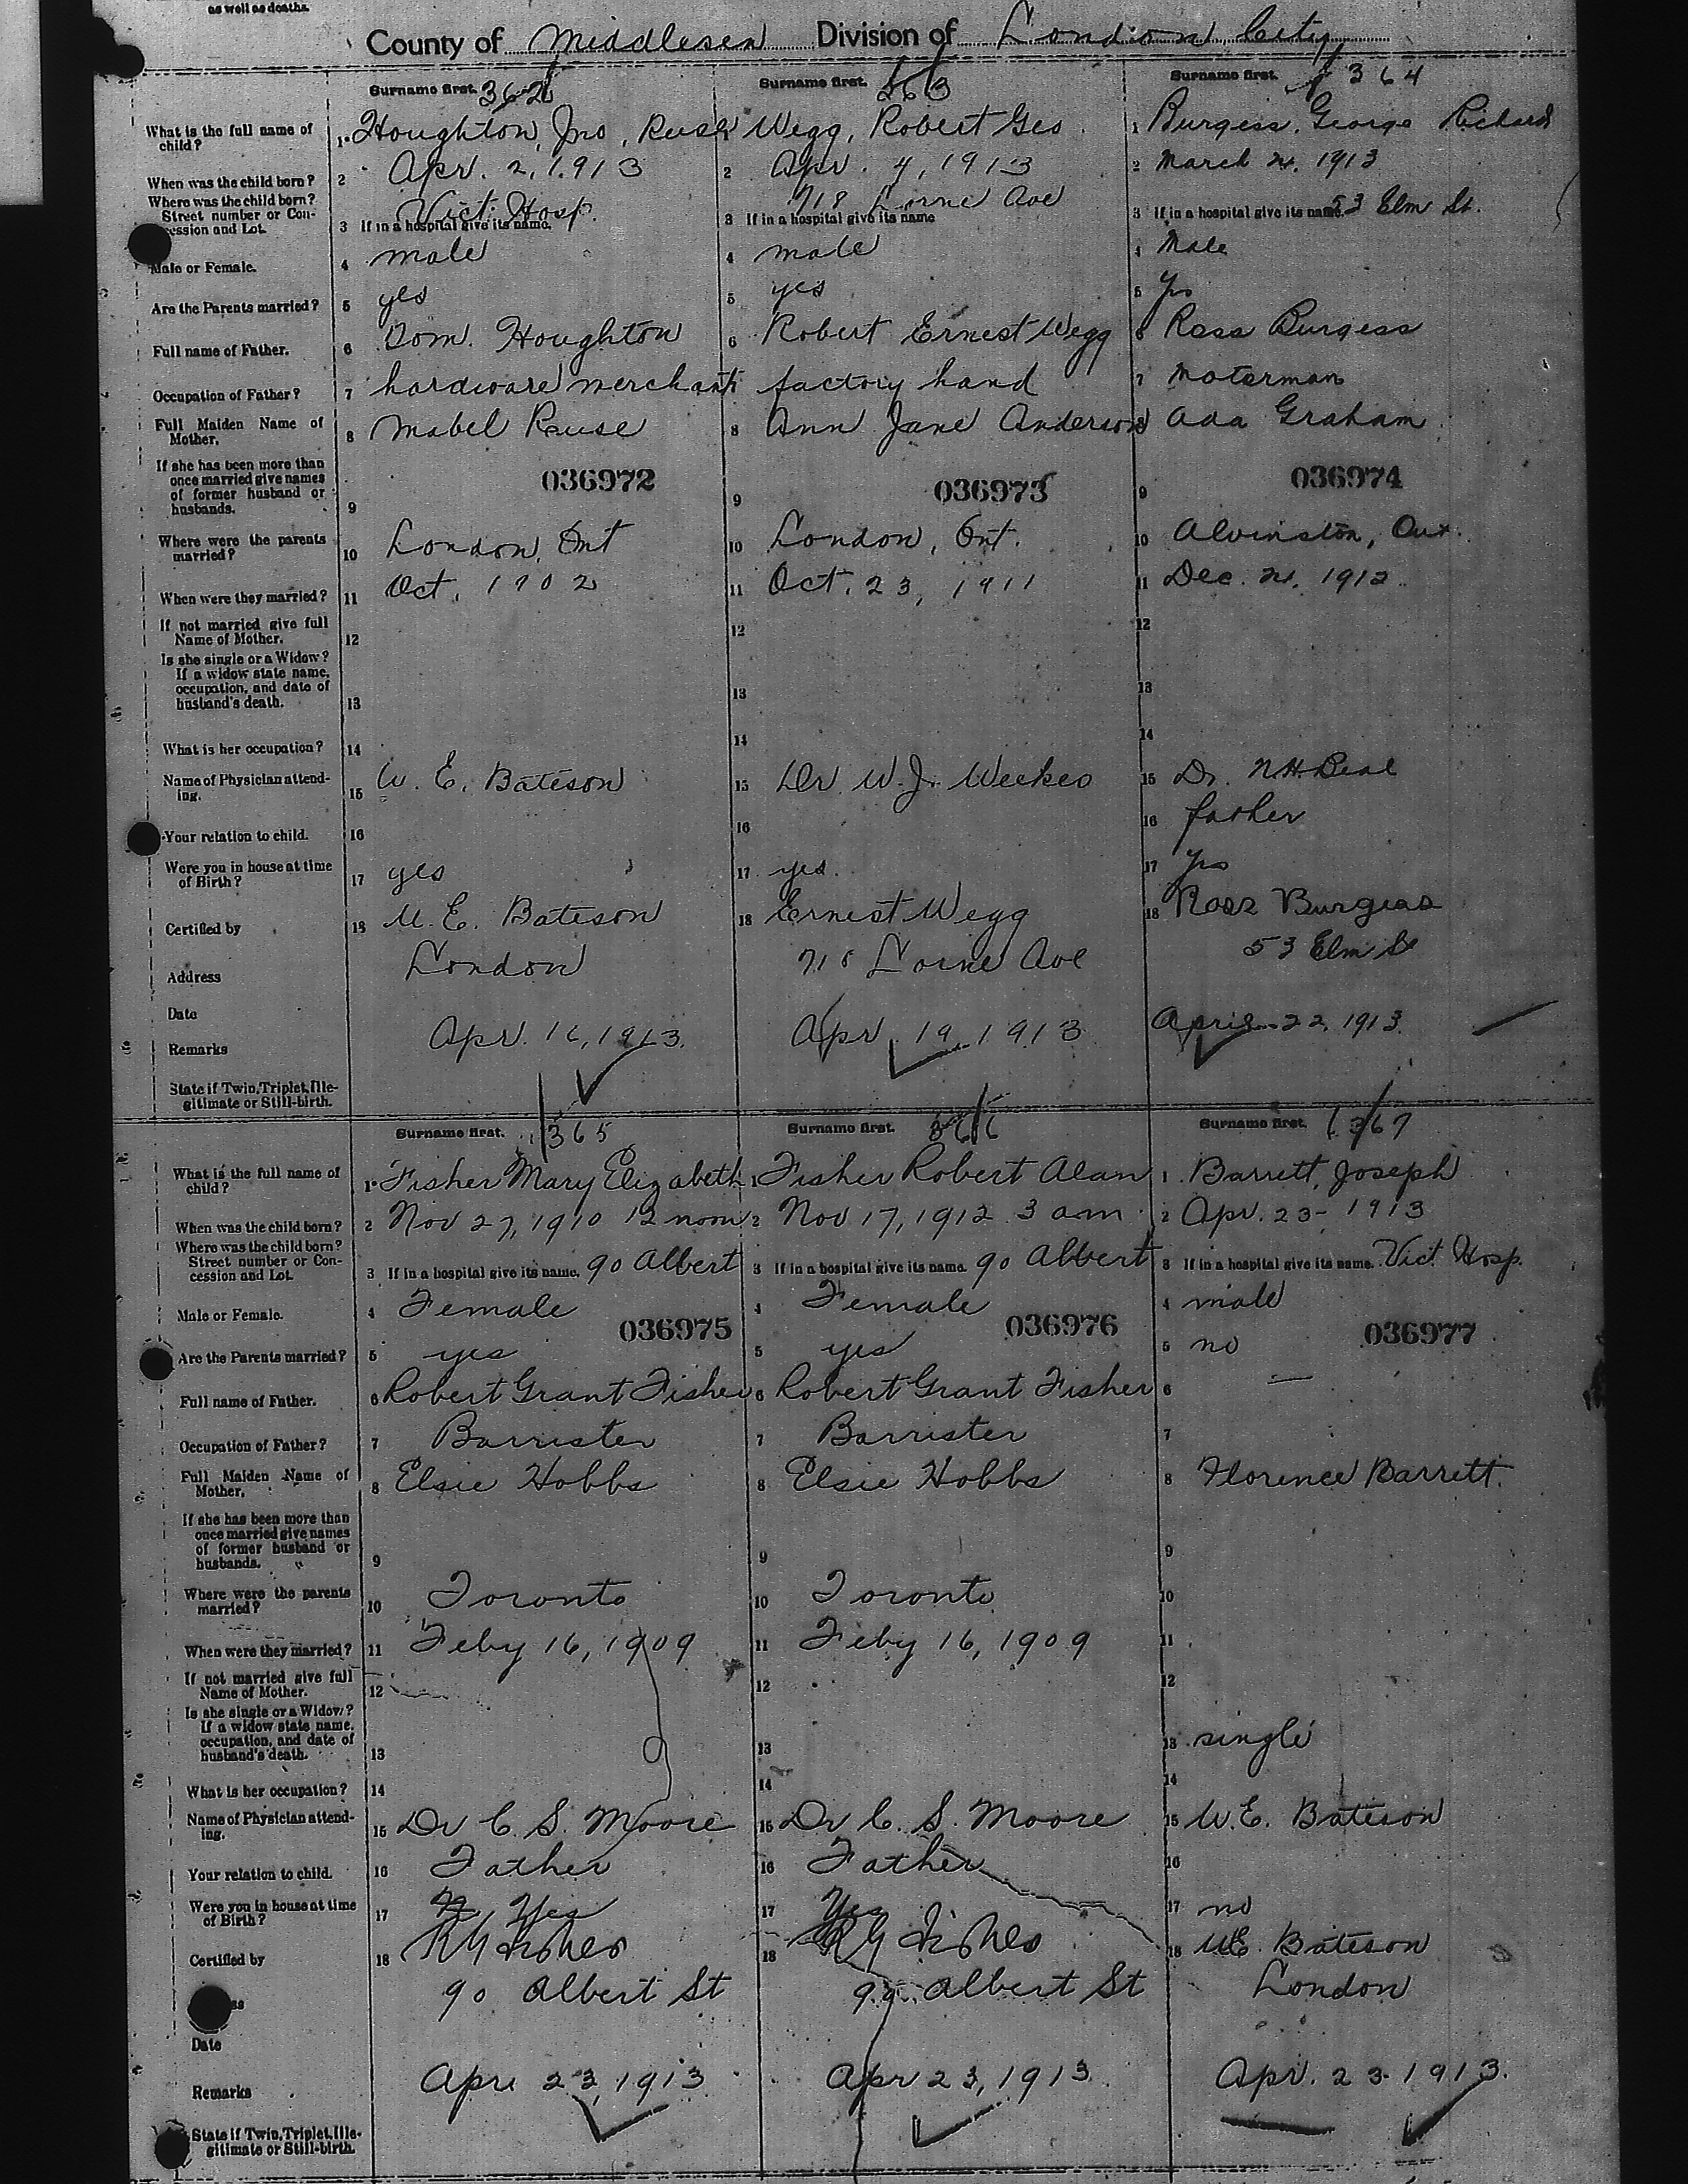 as well as deaths.
County of Middlesex Division of London City
Surname first. 362
What is the full name of child? 1 Houghton, Jno,
When was the child born? 2 Apr. 2, 1913
Where was the child born? Street number or Concession and Lot. 3 If in a hospital give its name. Vict. Hosp.
Male or Female. 4 male
Are the Parents married? 5 yes
Full name of Father. 6 Houghton
Occupation of Father? 7 hardware merchant
Full Maiden Name of Mother. 8 Mabel
If she has been more than once married give names of former husband or husbands. 9
036972
Where were the parents married? 10 London, Ont
When were they married? 11 Oct. 1902
If not married give full Name of Mother. 12
Is she single or a Widow? If a widow state name, occupation, and date of husband's death. 13
What is her occupation? 14
Name of Physician attending. 15 W. E. Bateson
Your relation to child. 16
Were you in house at time of Birth? 17 yes
Certified by 18 W. E. Bateson
Address London
Date Apr. 16, 1913.
Remarks
State if Twin, Triplet, Illegitimate or Still-birth.
Surname first. 363
1 Wegg, Robert Geo.
2 Apr. 4, 1913
718 Lorne Ave
3 If in a hospital give its name
4 male
5 yes
6 Robert Ernest Wegg
7 factory hand
8 Ann Jane Anderson
036973
9
10 London, Ont.
11 Oct. 23, 1911
12
13
14
15 Dr W. J. Weekes
16
17 yes.
18 Ernest Wegg
718 Lorne Ave
Apr. 19, 1913
Surname first. 364
1 Burgess, George Richard
2 March 1913
3 If in a hospital give its name 53 Elm St.
4 Male
5 Yes
6 Ross Burgess
7 Motorman
8 Ada Graham
036974
9
10 Alvinston, Ont.
11 Dec. 1912
12
13
14
15 Dr.
16 father
17 Yes
18 Ross Burgess
53 Elm St
April 22, 1913
Surname first. 365
What is the full name of child? 1 Fisher Mary Elizabeth
When was the child born? 2 Nov 27, 1910 12 noon
Where was the child born? Street number or Concession and Lot. 3 If in a hospital give its name. 90 Albert
Male or Female. 4 Female
036975
Are the Parents married? 5 yes
Full name of Father. 6 Robert Grant Fisher
Occupation of Father? 7 Barrister
Full Maiden Name of Mother. 8 Elsie Hobbs
If she has been more than once married give names of former husband or husbands. 9
Where were the parents married? 10 Toronto
When were they married? 11 Feby 16, 1909
If not married give full Name of Mother. 12
Is she single or a Widow? If a widow state name, occupation, and date of husband's death. 13
What is her occupation? 14
Name of Physician attending. 15 Dr C. S. Moore
Your relation to child. 16 Father
Were you in house at time of Birth? 17 Yes
Certified by 18 R G Fisher
90 Albert St
Date
Apr. 23, 1913
Remarks
State if Twin, Triplet, Illegitimate or Still-birth.
Surname first. 366
1 Fisher Robert Alan
2 Nov 17, 1912 3 am
3 If in a hospital give its name. 90 Albert
4 Female
036976
5 yes
6 Robert Grant Fisher
7 Barrister
8 Elsie Hobbs
9
10 Toronto
11 Feby 16, 1909
12
13
14
15 Dr C. S. Moore
16 Father
17 Yes
18 R G Fisher
90 Albert St
Apr 23, 1913
Surname first. 367
1 Barrett, Joseph
2 Apr. 23 - 1913
3 If in a hospital give its name. Vict. Hosp.
4 male
036977
5 no
6 —
7
8 Florence Barrett.
9
10
11
12
13 single
14
15 W. E. Bateson
16
17 no
18 W E. Bateson
London
Apr. 23 1913.